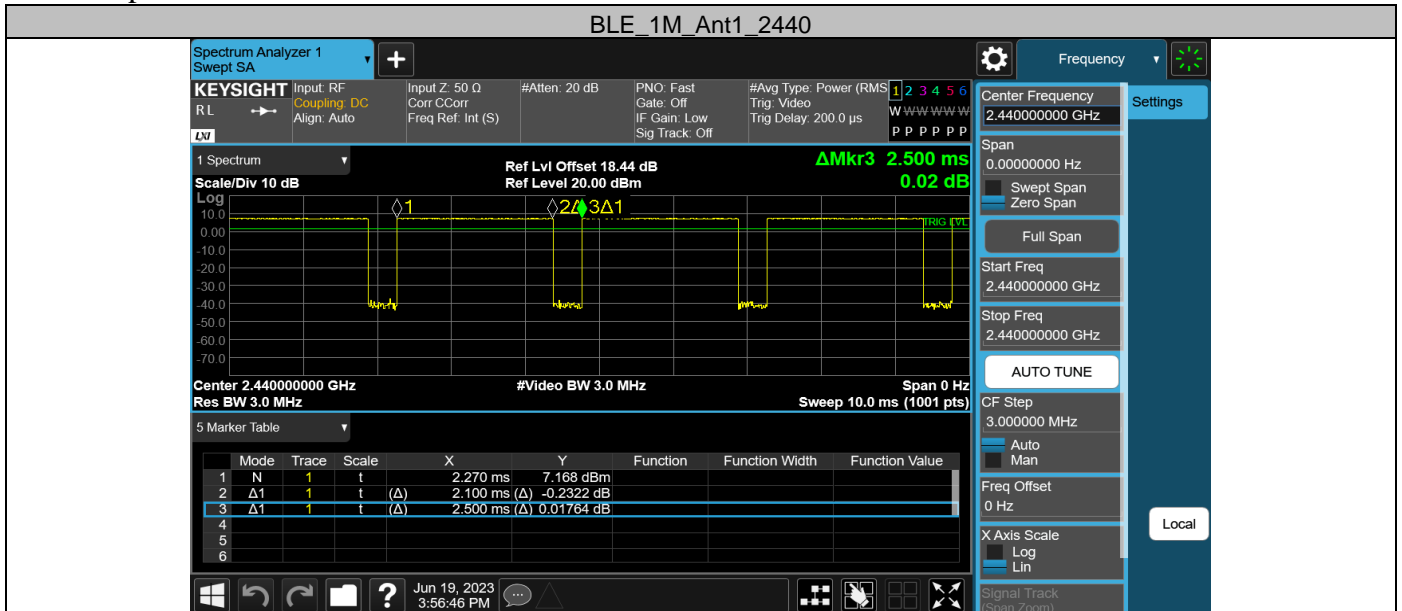 BLE_1M_Ant1_2440
Spectrum Analyzer 1
Swept SA
Frequency
KEYSIGHT
RL
LXI
Input: RF
Coupling: DC
Align: Auto
Input Z: 50 Ω
Corr CCorr
Freq Ref: Int (S)
#Atten: 20 dB
PNO: Fast
Gate: Off
IF Gain: Low
Sig Track: Off
#Avg Type: Power (RMS
Trig: Video
Trig Delay: 200.0 µs
1 2 3 4 5 6
W W W W W W
P P P P P P
1 Spectrum
Scale/Div 10 dB
Ref Lvl Offset 18.44 dB
Ref Level 20.00 dBm
ΔMkr3 2.500 ms
0.02 dB
Log
10.0
0.00
-10.0
-20.0
-30.0
-40.0
-50.0
-60.0
-70.0
1
2Δ
3Δ1
TRIG LVL
Center 2.440000000 GHz
#Video BW 3.0 MHz
Span 0 Hz
Res BW 3.0 MHz
Sweep 10.0 ms (1001 pts)
5 Marker Table
Mode Trace Scale X Y Function Function Width Function Value
1 N 1 t 2.270 ms 7.168 dBm
2 Δ1 1 t (Δ) 2.100 ms (Δ) -0.2322 dB
3 Δ1 1 t (Δ) 2.500 ms (Δ) 0.01764 dB
4
5
6
Jun 19, 2023
3:56:46 PM
Center Frequency
2.440000000 GHz
Settings
Span
0.00000000 Hz
Swept Span
Zero Span
Full Span
Start Freq
2.440000000 GHz
Stop Freq
2.440000000 GHz
AUTO TUNE
CF Step
3.000000 MHz
Auto
Man
Freq Offset
0 Hz
Local
X Axis Scale
Log
Lin
Signal Track
(Span Zoom)